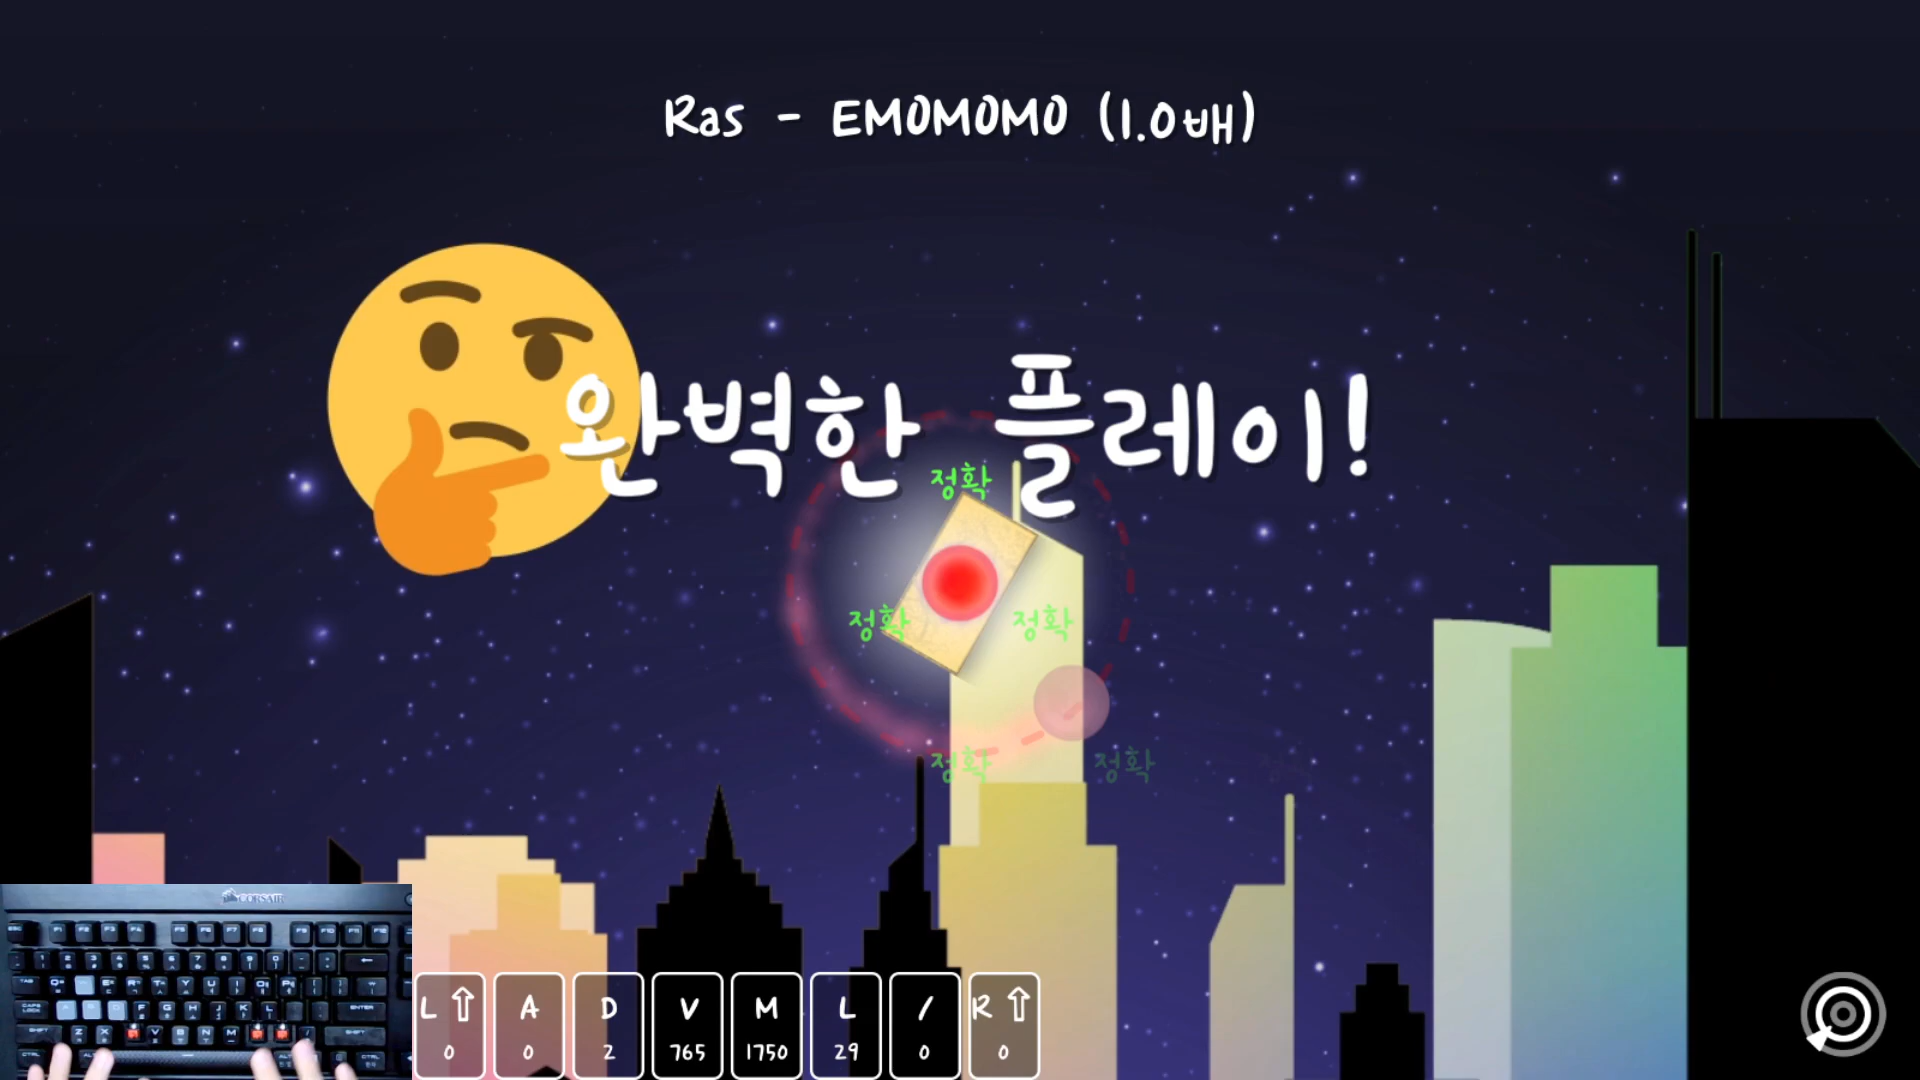 Ras - EMOMOMO (1.0배)
완벽한 플레이!
정확
정확 정확
정확 정확
CORSAIR
L⇧ A D V M L / R⇧
0 0 2 765 1750 29 0 0